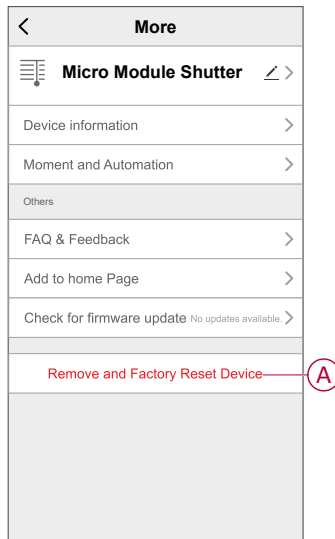 More
Micro Module Shutter
Device information
Moment and Automation
Others
FAQ & Feedback
Add to home Page
Check for firmware update No updates available.
Remove and Factory Reset Device
A